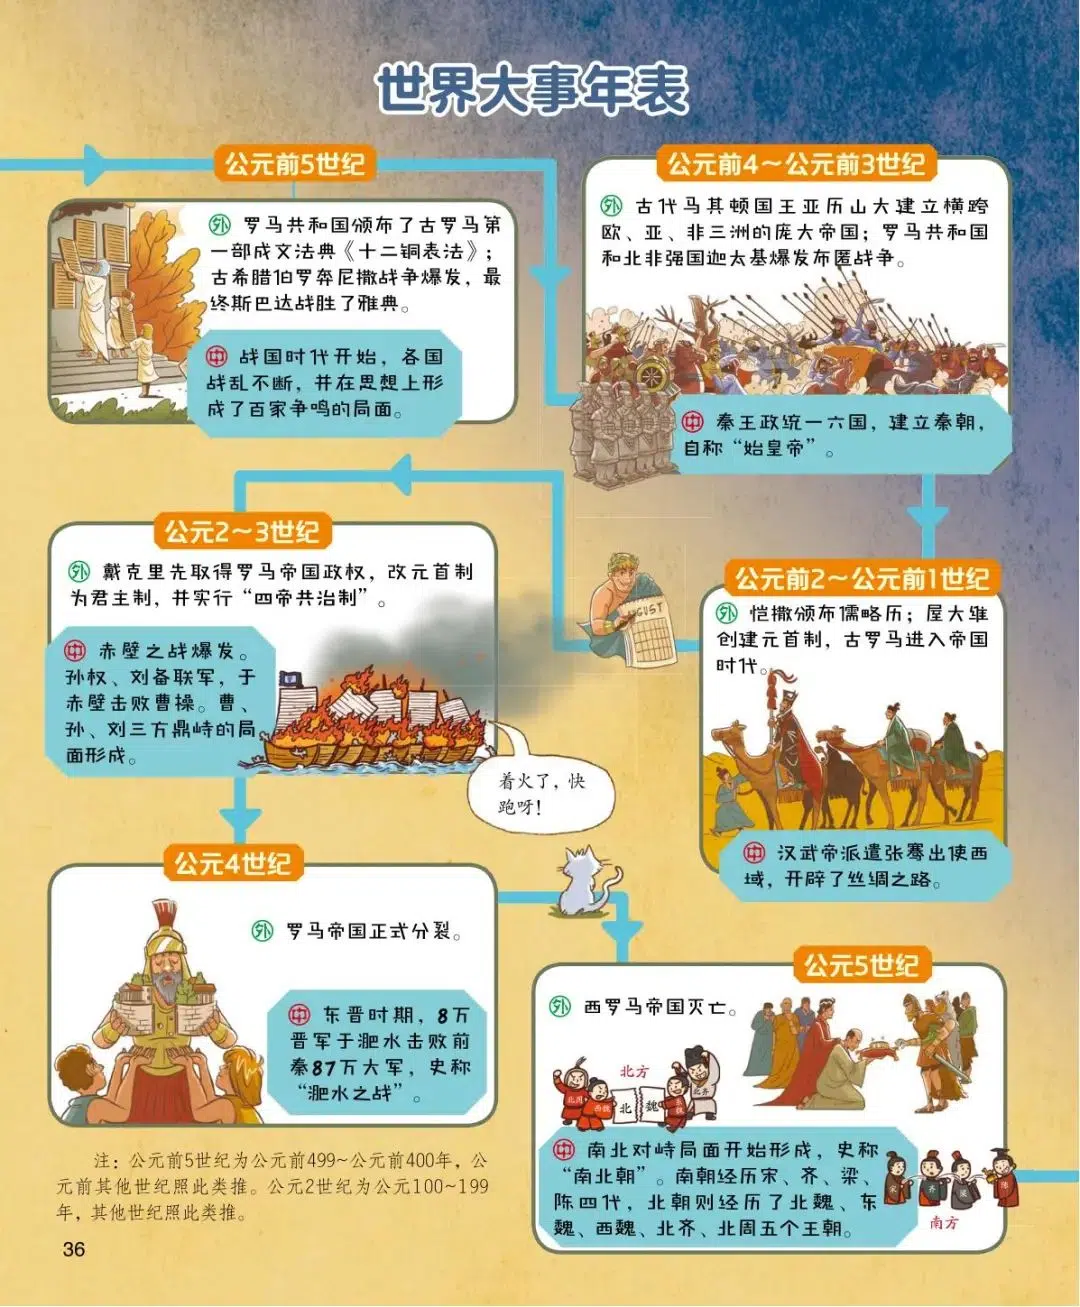 世界大事年表
公元前5世纪
外 罗马共和国颁布了古罗马第
一部成文法典《十二铜表法》；
古希腊伯罗奔尼撒战争爆发，最
终斯巴达战胜了雅典。
中 战国时代开始，各国
战乱不断，并在思想上形
成了百家争鸣的局面。
公元前4～公元前3世纪
外 古代马其顿国王亚历山大建立横跨
欧、亚、非三洲的庞大帝国；罗马共和国
和北非强国迦太基爆发布匿战争。
中 秦王政统一六国，建立秦朝，
自称“始皇帝”。
公元前2～公元前1世纪
外 恺撒颁布儒略历；屋大维
创建元首制，古罗马进入帝国
时代。
中 汉武帝派遣张骞出使西
域，开辟了丝绸之路。
UGUST
公元2～3世纪
外 戴克里先取得罗马帝国政权，改元首制
为君主制，并实行“四帝共治制”。
中 赤壁之战爆发。
孙权、刘备联军，于
赤壁击败曹操。曹、
孙、刘三方鼎峙的局
面形成。
着火了，快
跑呀！
公元4世纪
外 罗马帝国正式分裂。
中 东晋时期，8万
晋军于淝水击败前
秦87万大军，史称
“淝水之战”。
公元5世纪
外 西罗马帝国灭亡。
北方
北周
西魏
北
魏
东魏
北齐
中 南北对峙局面开始形成，史称
“南北朝”。南朝经历宋、齐、梁、
陈四代，北朝则经历了北魏、东
魏、西魏、北齐、北周五个王朝。
宋
齐
梁
陈
南方
注：公元前5世纪为公元前499~公元前400年，公
元前其他世纪照此类推。公元2世纪为公元100~199
年，其他世纪照此类推。
36